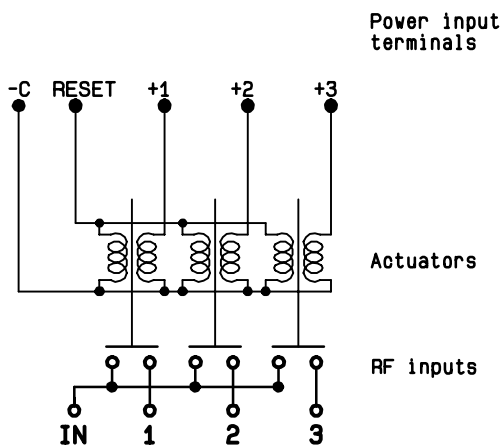 Power input
terminals
-C RESET +1 +2 +3
Actuators
RF inputs
IN 1 2 3